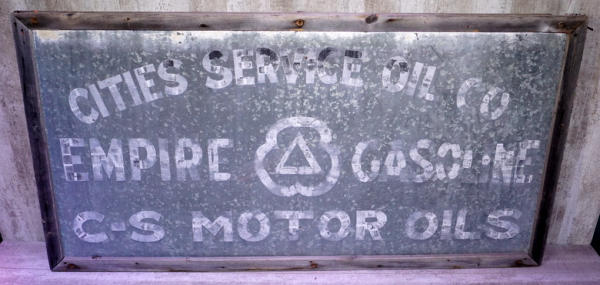 CITIES SERVICE OIL CO
EMPIRE GASOLINE
C-S MOTOR OILS